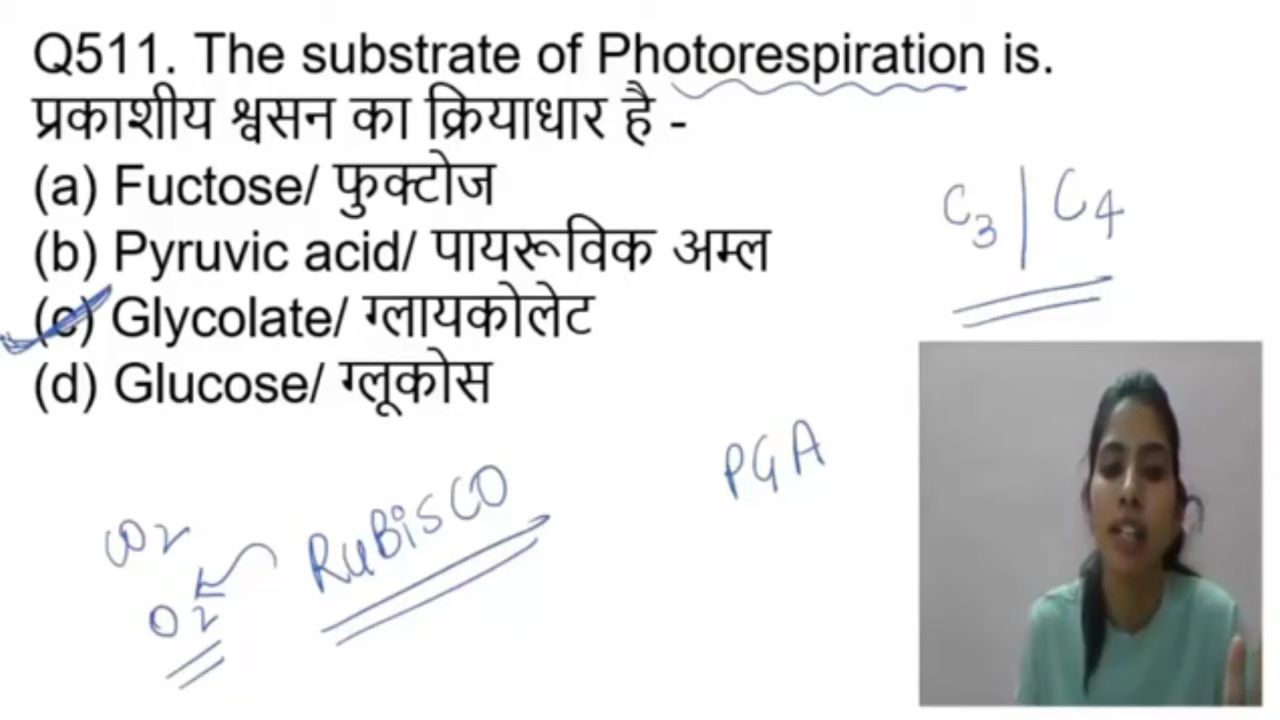 Q511. The substrate of Photorespiration is.
प्रकाशीय श्वसन का क्रियाधार है -
(a) Fuctose/ फुक्टोज
(b) Pyruvic acid/ पायरूविक अम्ल
(c) Glycolate/ ग्लायकोलेट
(d) Glucose/ ग्लूकोस
C3 | C4
PGA
RuBisCO
CO2
O2